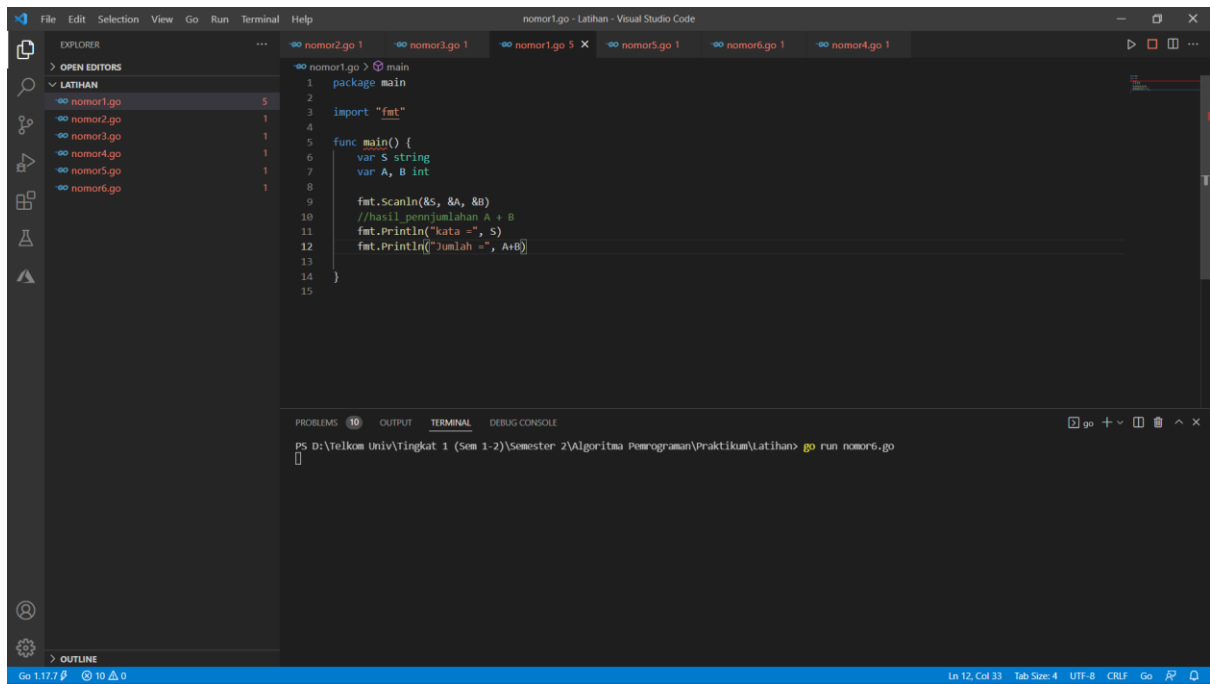 File Edit Selection View Go Run Terminal Help nomor1.go - Latihan - Visual Studio Code
EXPLORER
nomor2.go 1 nomor3.go 1 nomor1.go 5 nomor5.go 1 nomor6.go 1 nomor4.go 1
OPEN EDITORS
LATIHAN
nomor1.go 5
nomor2.go 1
nomor3.go 1
nomor4.go 1
nomor5.go 1
nomor6.go 1
nomor1.go > main
1 package main
2
3 import "fmt"
4
5 func main() {
6 var S string
7 var A, B int
8
9 fmt.Scanln(&S, &A, &B)
10 //hasil_pennjumlahan A + B
11 fmt.Println("kata =", S)
12 fmt.Println("Jumlah =", A+B)
13
14 }
15
PROBLEMS 10 OUTPUT TERMINAL DEBUG CONSOLE
go
PS D:\Telkom Univ\Tingkat 1 (Sem 1-2)\Semester 2\Algoritma Pemrograman\Praktikum\Latihan> go run nomor6.go
OUTLINE
Go 1.17.7 10 0 Ln 12, Col 33 Tab Size: 4 UTF-8 CRLF Go